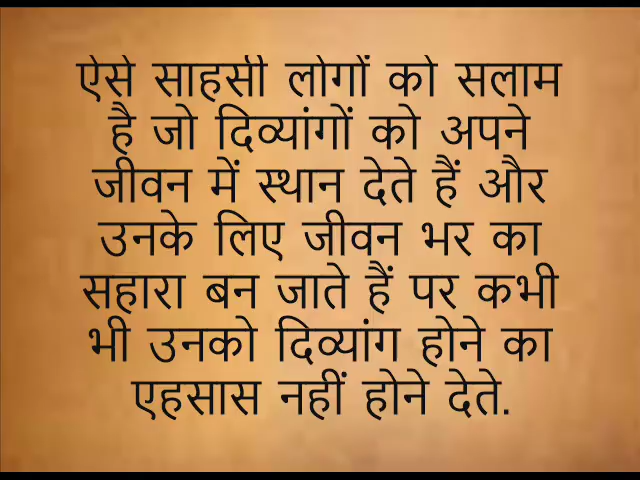 ऐसे साहसी लोगों को सलाम
है जो दिव्यांगों को अपने
जीवन में स्थान देते हैं और
उनके लिए जीवन भर का
सहारा बन जाते हैं पर कभी
भी उनको दिव्यांग होने का
एहसास नहीं होने देते.